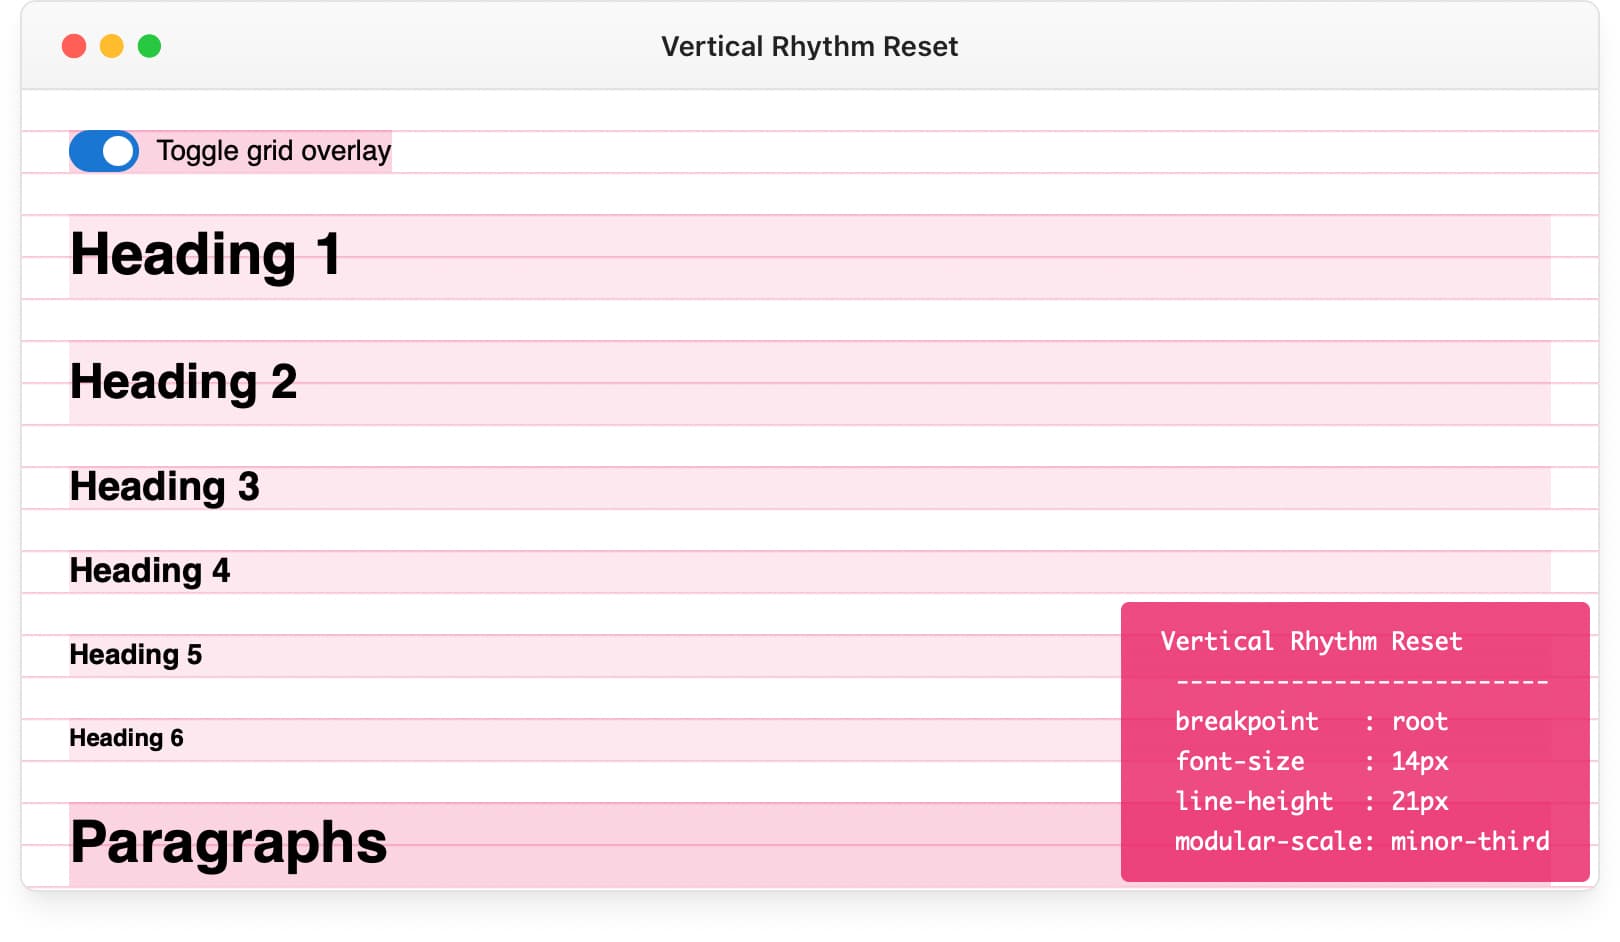 Vertical Rhythm Reset
Toggle grid overlay
Heading 1
Heading 2
Heading 3
Heading 4
Heading 5
Heading 6
Paragraphs
Vertical Rhythm Reset
--------------------------
breakpoint   : root
font-size    : 14px
line-height  : 21px
modular-scale: minor-third